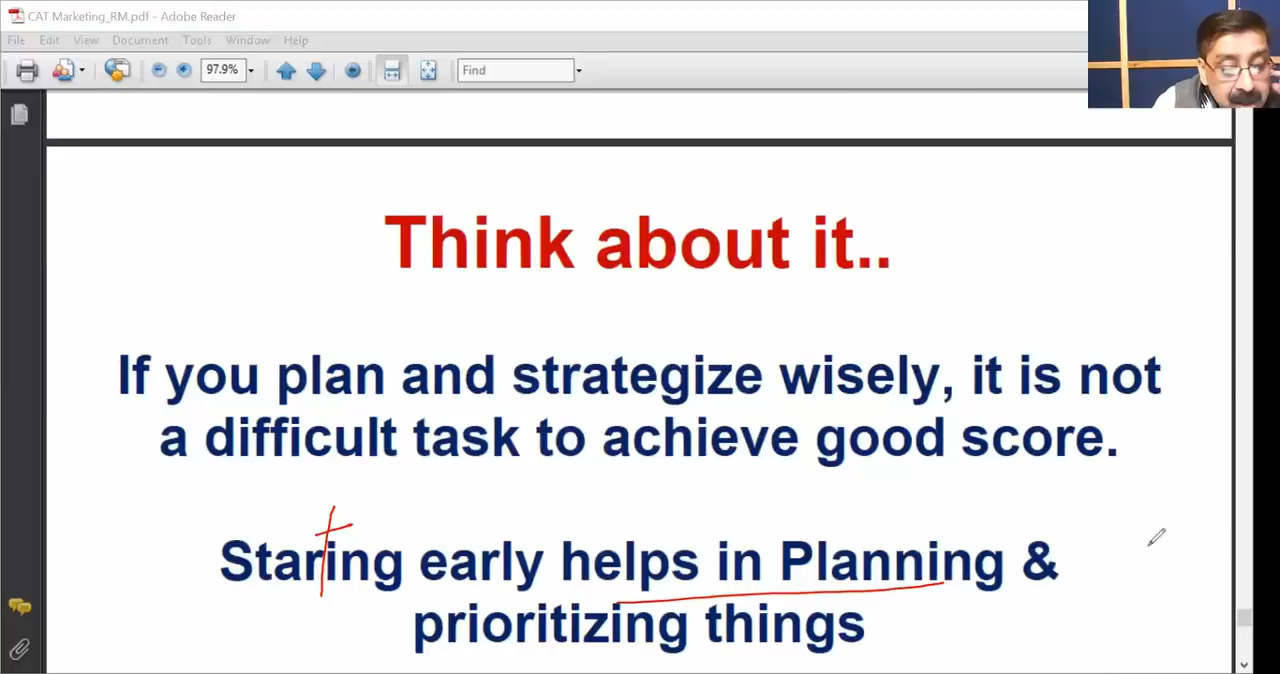 CAT Marketing_RM.pdf - Adobe Reader
File Edit View Document Tools Window Help
97.9% Find
Think about it..
If you plan and strategize wisely, it is not
a difficult task to achieve good score.
t
Staring early helps in Planning &
prioritizing things